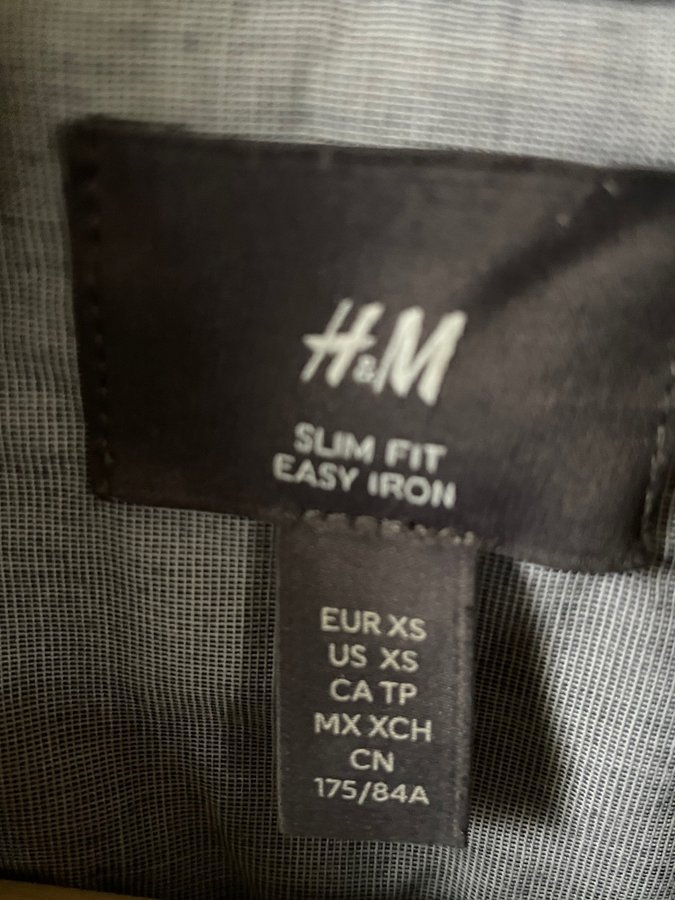 H&M
SLIM FIT
EASY IRON
EUR XS
US XS
CA TP
MX XCH
CN
175/84A